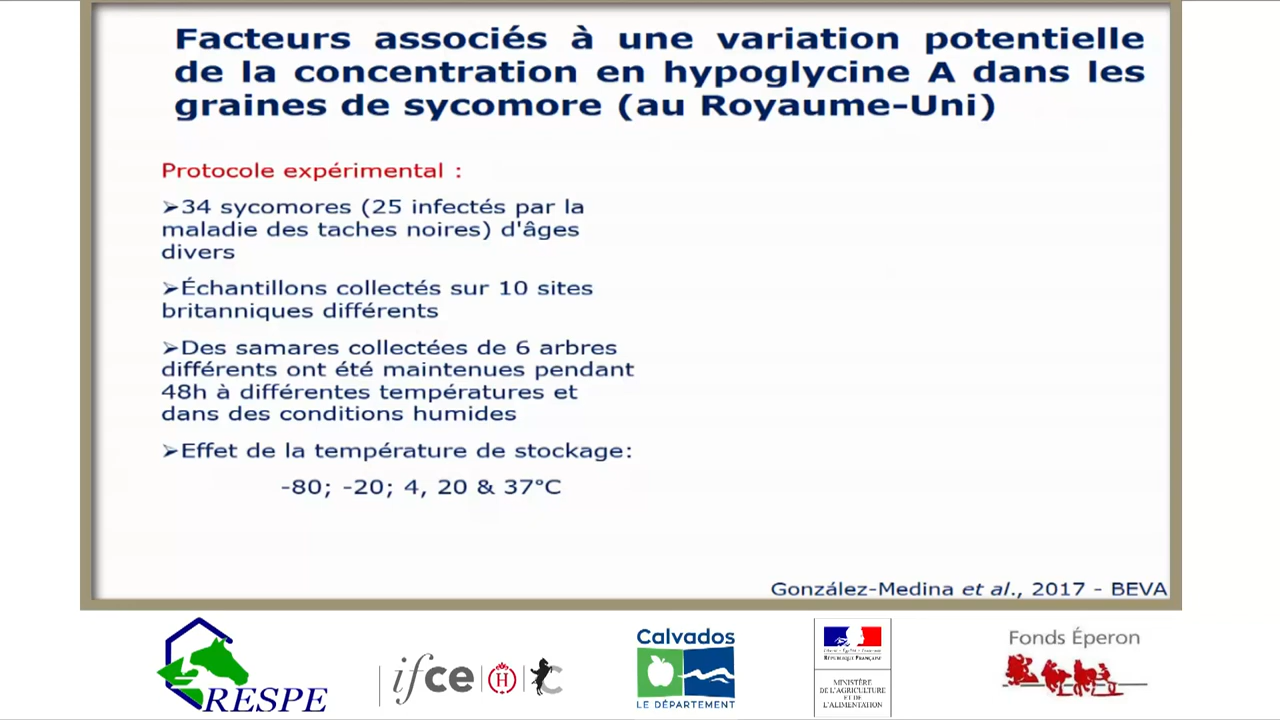 Facteurs associés à une variation potentielle
de la concentration en hypoglycine A dans les
graines de sycomore (au Royaume-Uni)
Protocole expérimental :
➢34 sycomores (25 infectés par la
maladie des taches noires) d'âges
divers
➢Échantillons collectés sur 10 sites
britanniques différents
➢Des samares collectées de 6 arbres
différents ont été maintenues pendant
48h à différentes températures et
dans des conditions humides
➢Effet de la température de stockage:
-80; -20; 4, 20 & 37°C
González-Medina et al., 2017 - BEVA
RESPE
ifce
H
C
Calvados
LE DÉPARTEMENT
RÉPUBLIQUE FRANÇAISE
MINISTÈRE
DE L'AGRICULTURE
ET DE
L'ALIMENTATION
Fonds Éperon